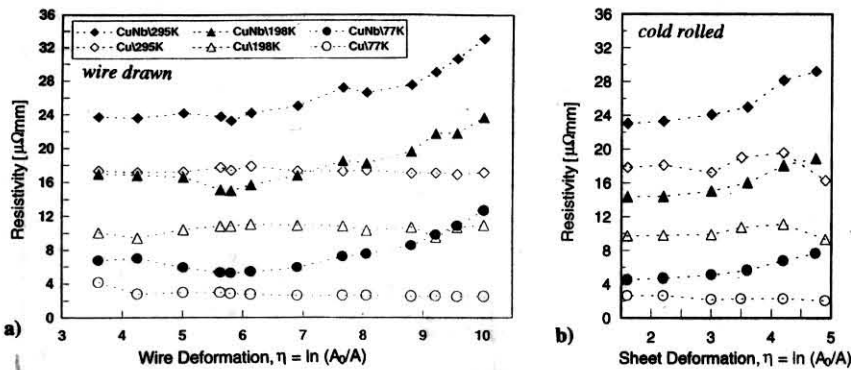 36
32
28
24
20
16
12
8
4
0
Resistivity [μΩmm]
CuNb\295K CuNb\198K CuNb\77K
Cu\295K Cu\198K Cu\77K
wire drawn
3 4 5 6 7 8 9 10
Wire Deformation, η = ln (A₀/A)
a)
36
32
28
24
20
16
12
8
4
0
Resistivity [μΩmm]
cold rolled
2 3 4 5
Sheet Deformation, η = ln (A₀/A)
b)